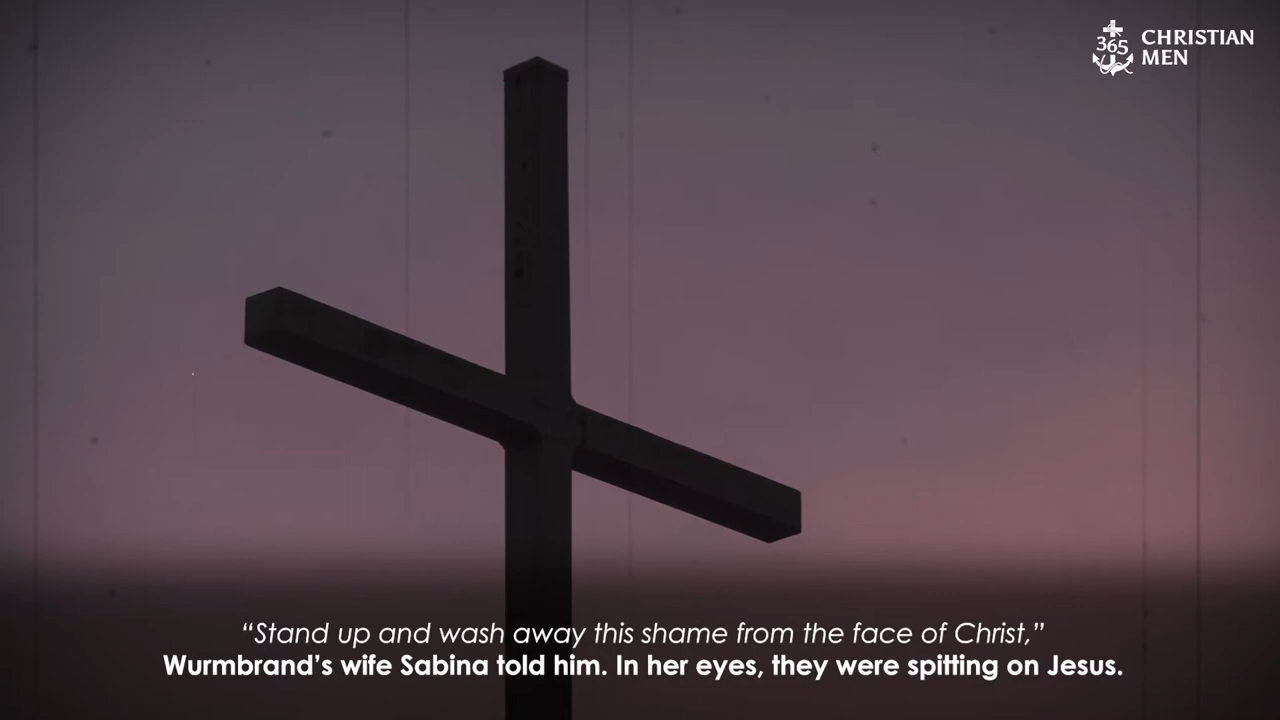 365
CHRISTIAN
MEN
“Stand up and wash away this shame from the face of Christ,”
Wurmbrand’s wife Sabina told him. In her eyes, they were spitting on Jesus.